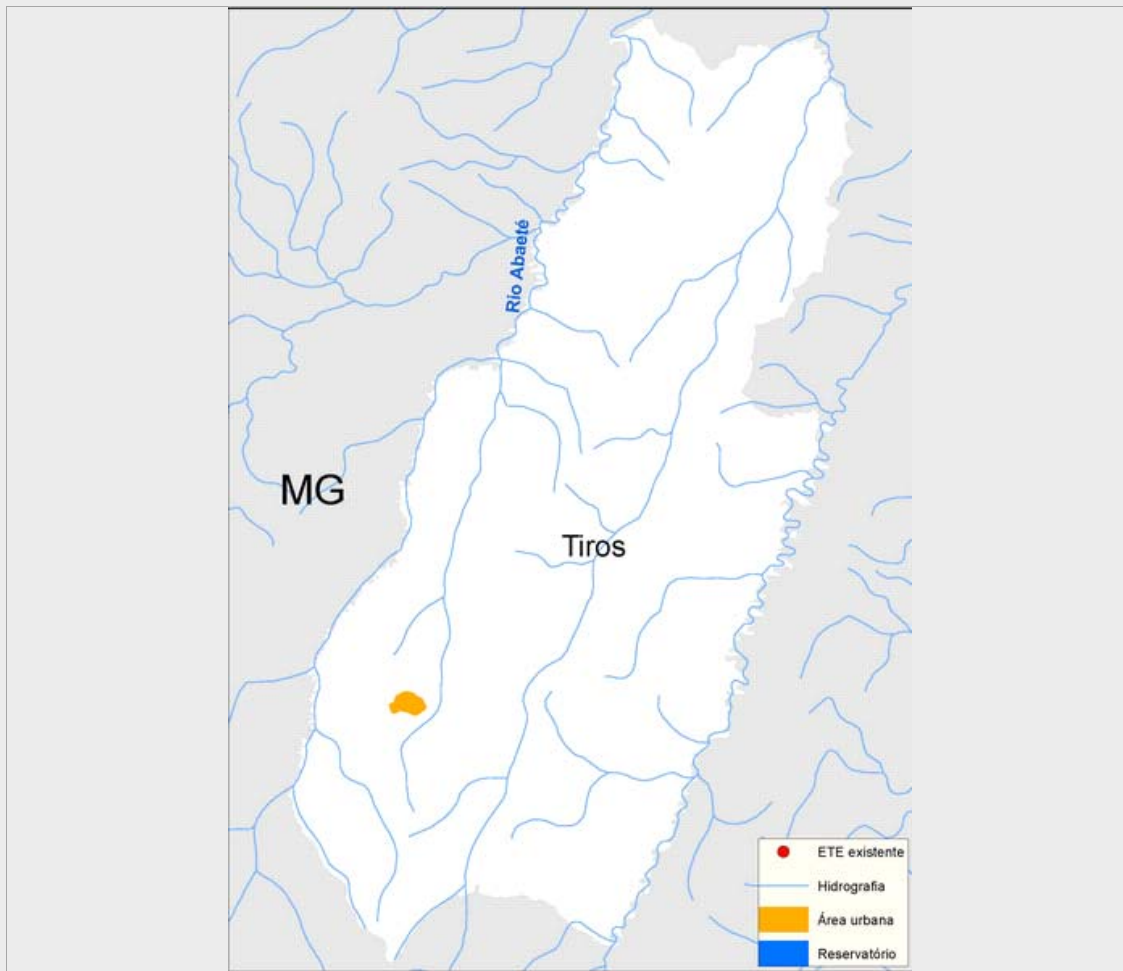 Rio Abaeté
MG
Tiros
ETE existente
Hidrografia
Área urbana
Reservatório